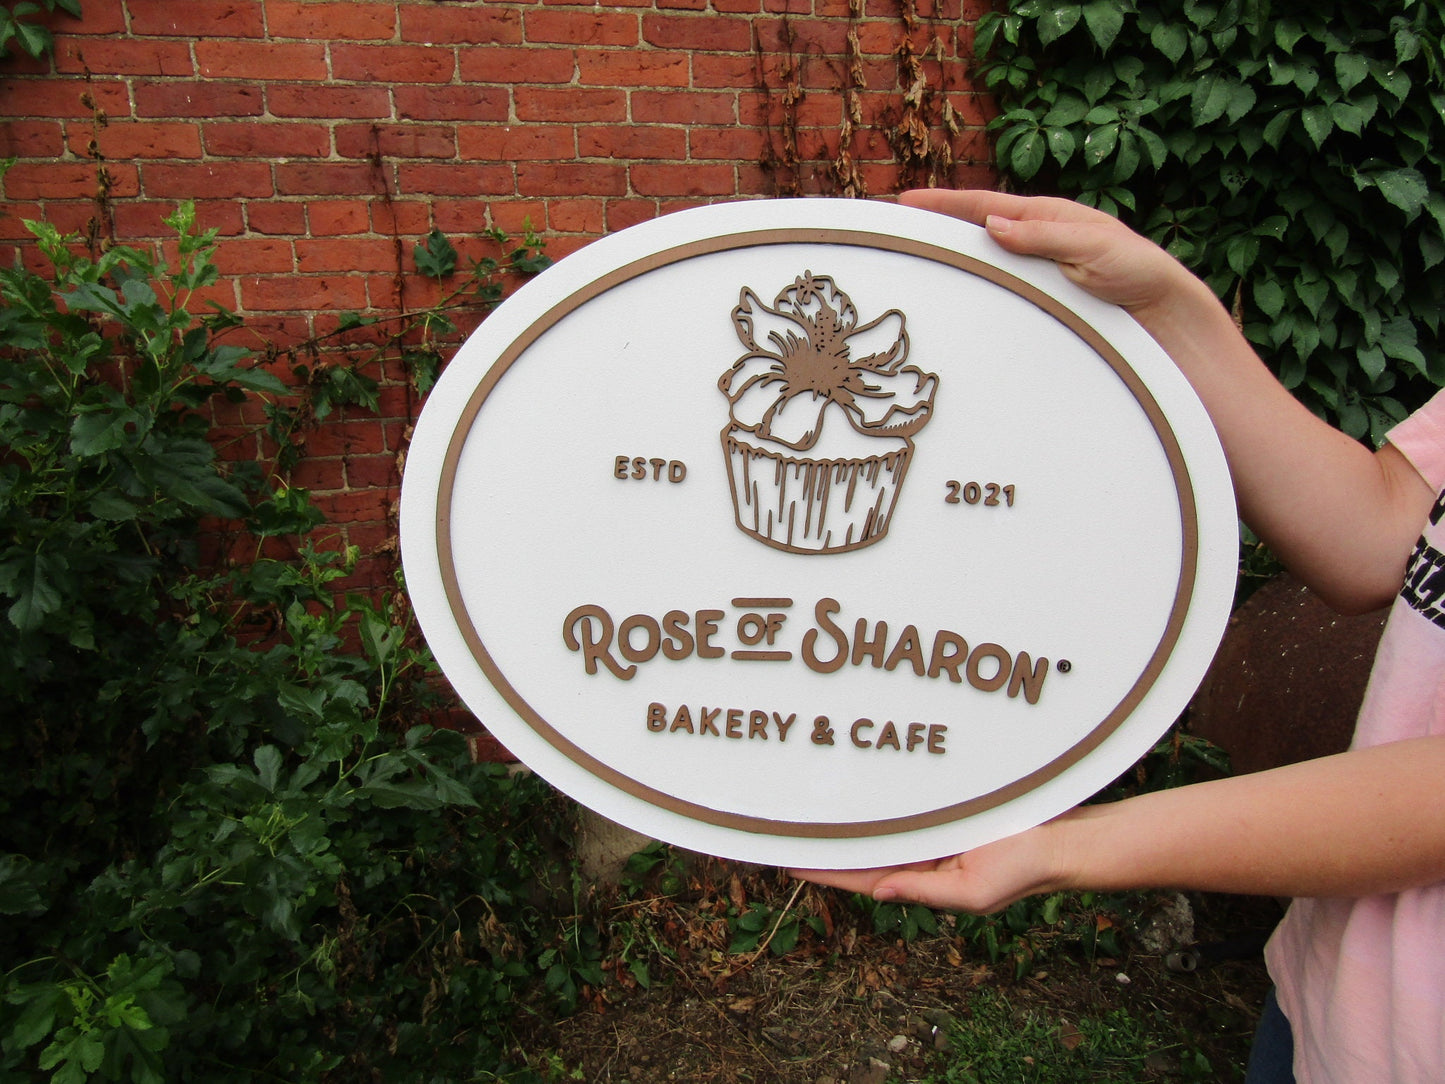 ESTD 2021
ROSE OF SHARON®
BAKERY & CAFE